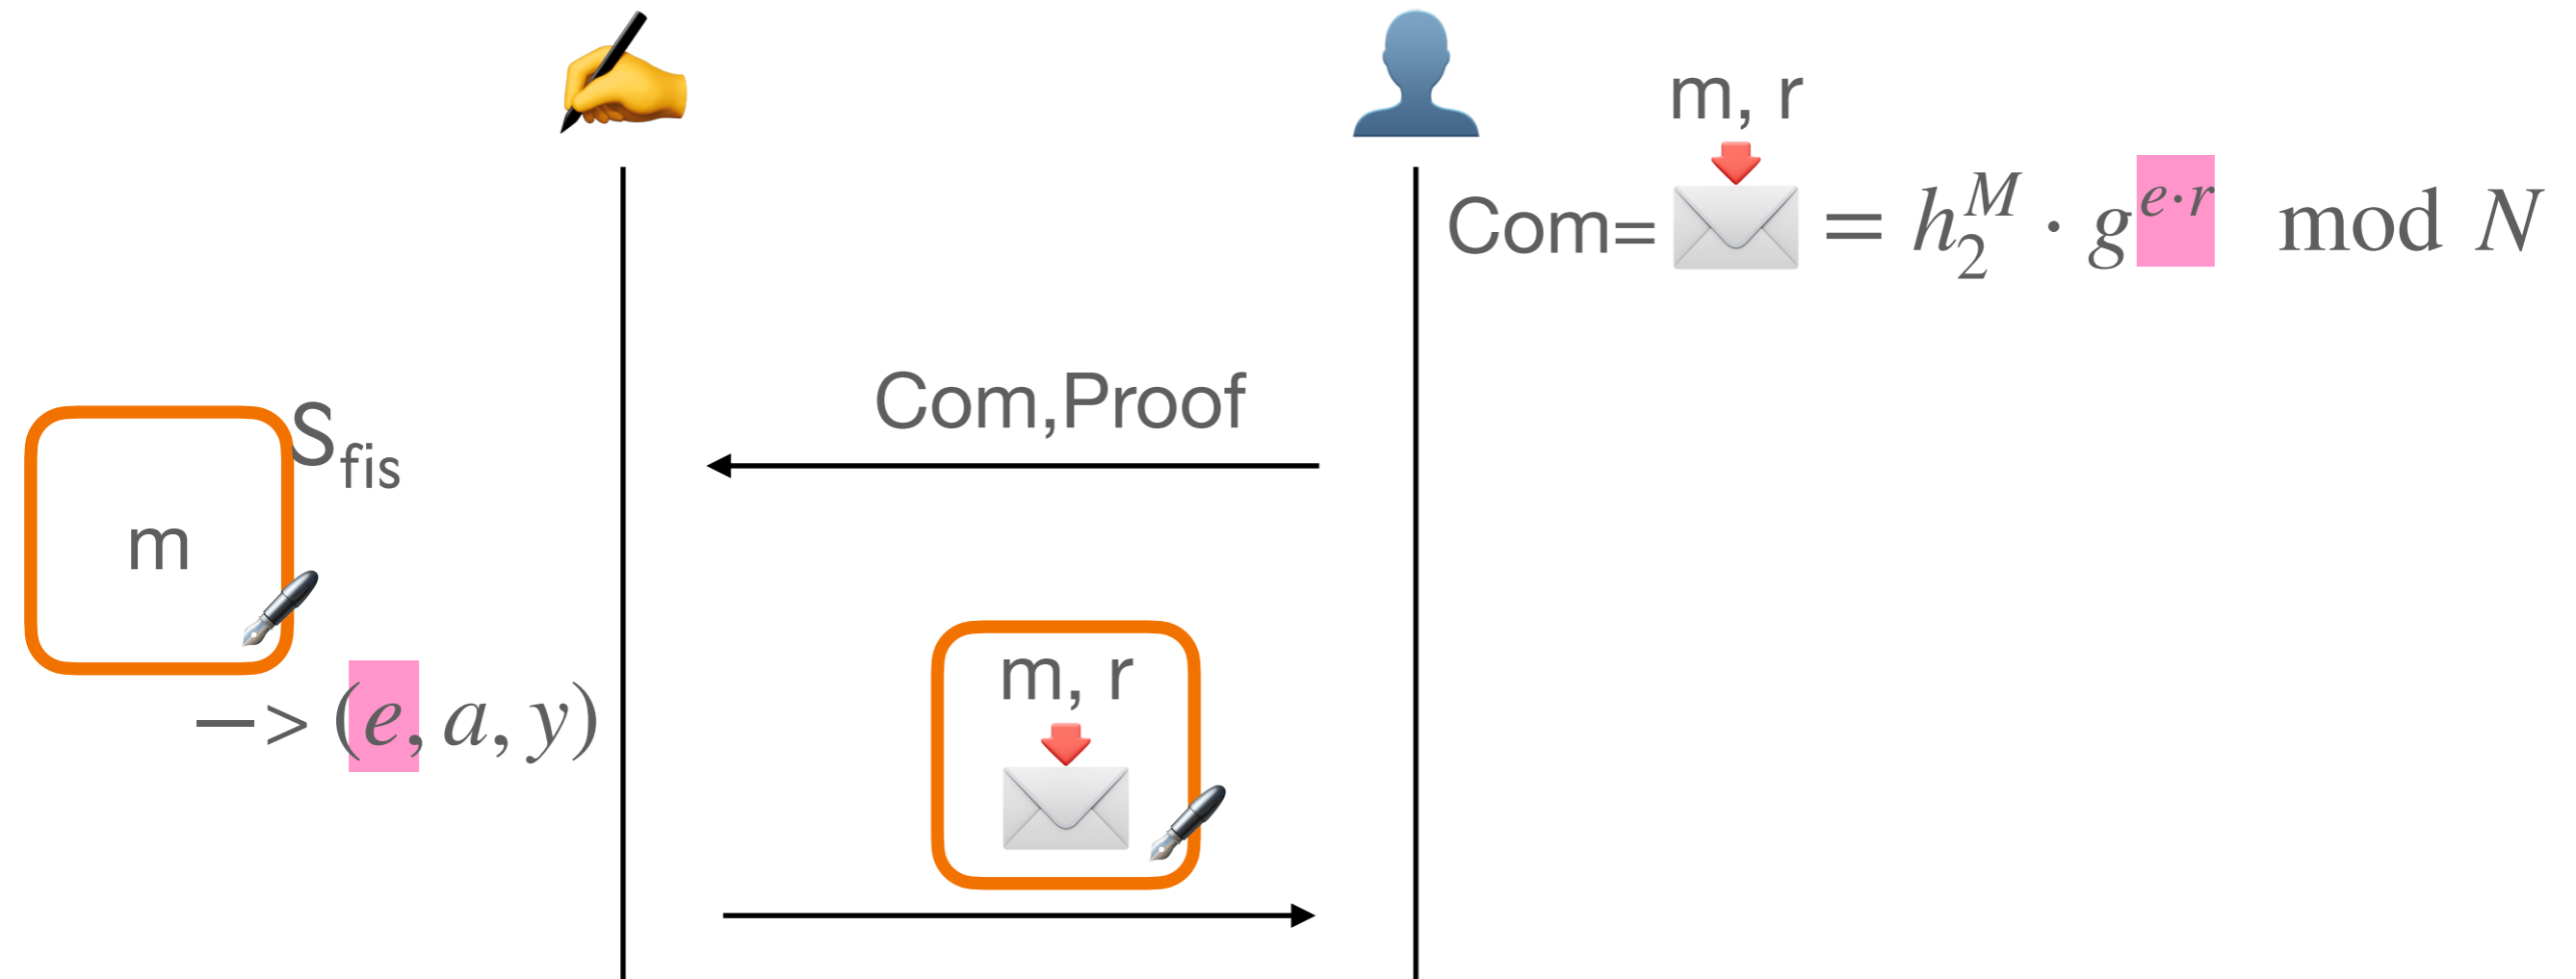 m, r
Com= = h_2^M · g^{e·r} mod N
Com,Proof
S_fis
m
m, r
—> (e, a, y)